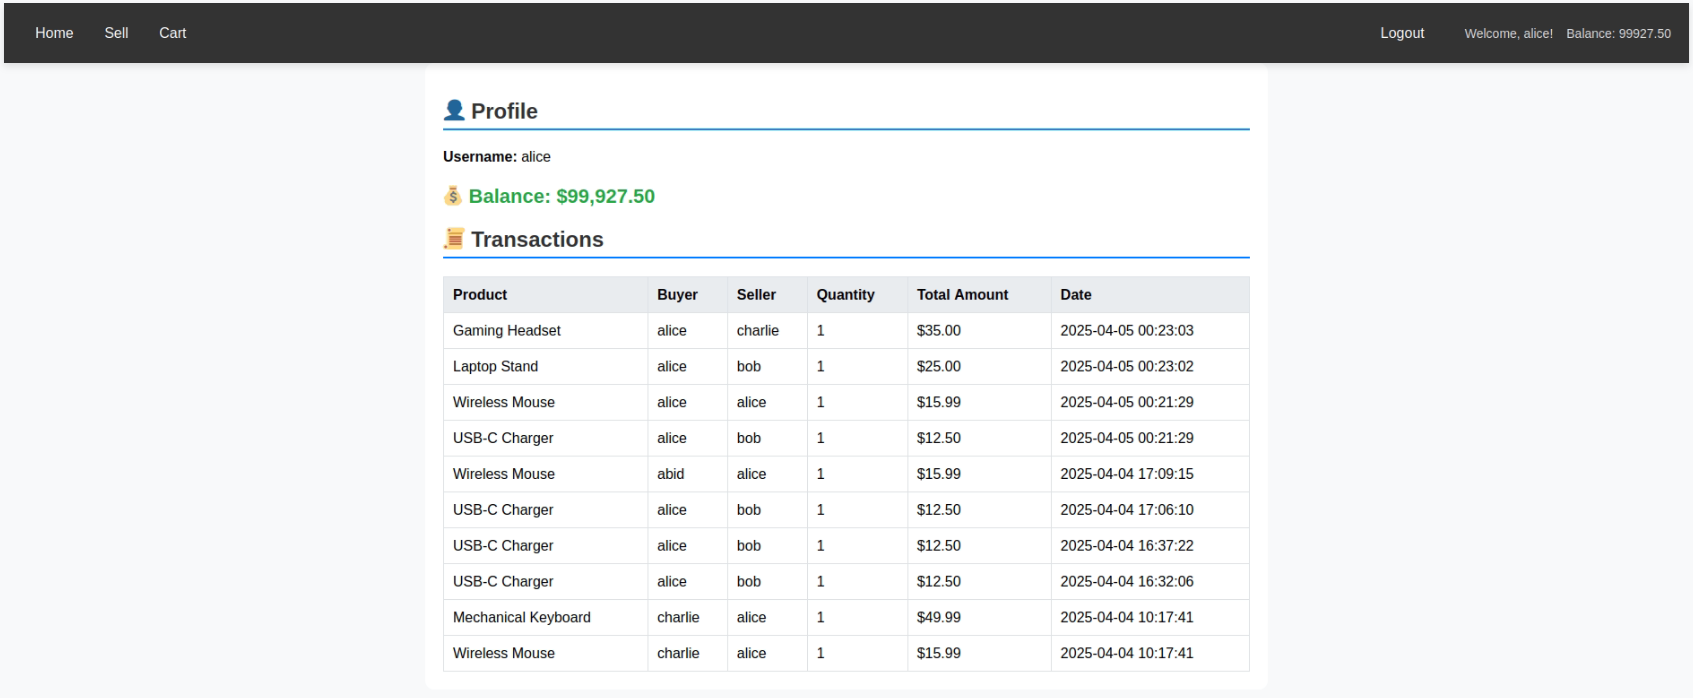 Home Sell Cart Logout Welcome, alice! Balance: 99927.50
Profile
Username: alice
Balance: $99,927.50
Transactions
Product Buyer Seller Quantity Total Amount Date
Gaming Headset alice charlie 1 $35.00 2025-04-05 00:23:03
Laptop Stand alice bob 1 $25.00 2025-04-05 00:23:02
Wireless Mouse alice alice 1 $15.99 2025-04-05 00:21:29
USB-C Charger alice bob 1 $12.50 2025-04-05 00:21:29
Wireless Mouse abid alice 1 $15.99 2025-04-04 17:09:15
USB-C Charger alice bob 1 $12.50 2025-04-04 17:06:10
USB-C Charger alice bob 1 $12.50 2025-04-04 16:37:22
USB-C Charger alice bob 1 $12.50 2025-04-04 16:32:06
Mechanical Keyboard charlie alice 1 $49.99 2025-04-04 10:17:41
Wireless Mouse charlie alice 1 $15.99 2025-04-04 10:17:41